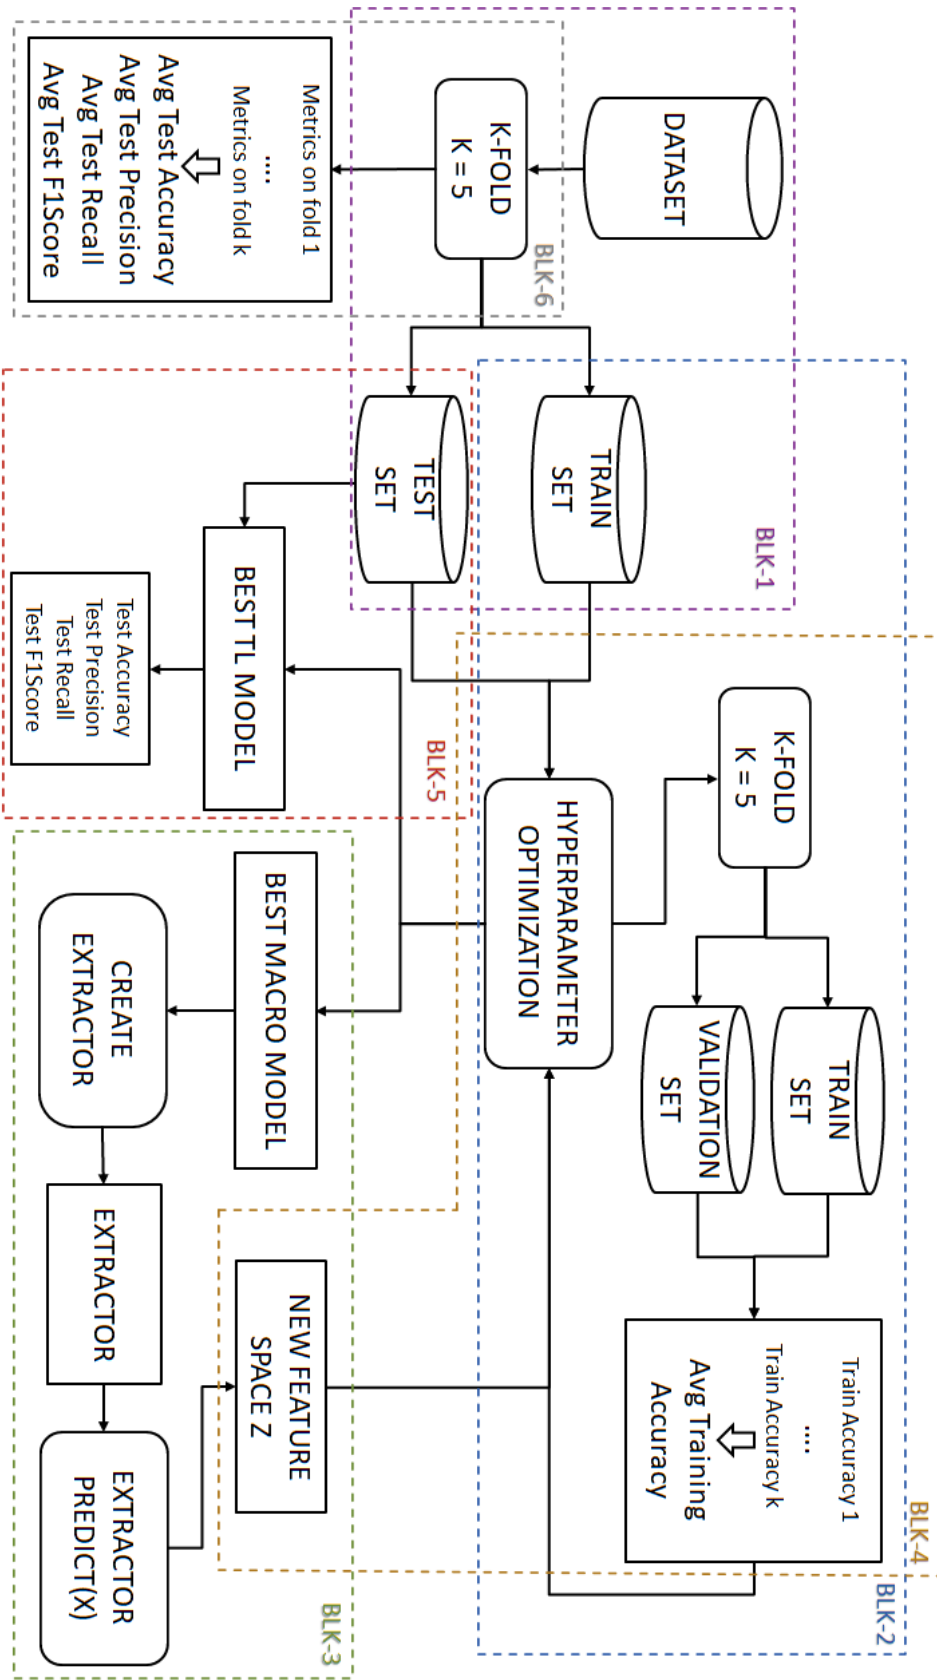 DATASET
K-FOLD
K = 5
BLK-6
Metrics on fold 1
....
Metrics on fold k
Avg Test Accuracy
Avg Test Precision
Avg Test Recall
Avg Test F1Score
BLK-1
TRAIN
SET
TEST
SET
BEST TL MODEL
Test Accuracy
Test Precision
Test Recall
Test F1Score
BLK-5
K-FOLD
K = 5
HYPERPARAMETER
OPTIMIZATION
TRAIN
SET
VALIDATION
SET
Train Accuracy 1
....
Train Accuracy k
Avg Training
Accuracy
BLK-4
BLK-2
BEST MACRO MODEL
CREATE
EXTRACTOR
EXTRACTOR
EXTRACTOR
PREDICT(X)
NEW FEATURE
SPACE Z
BLK-3